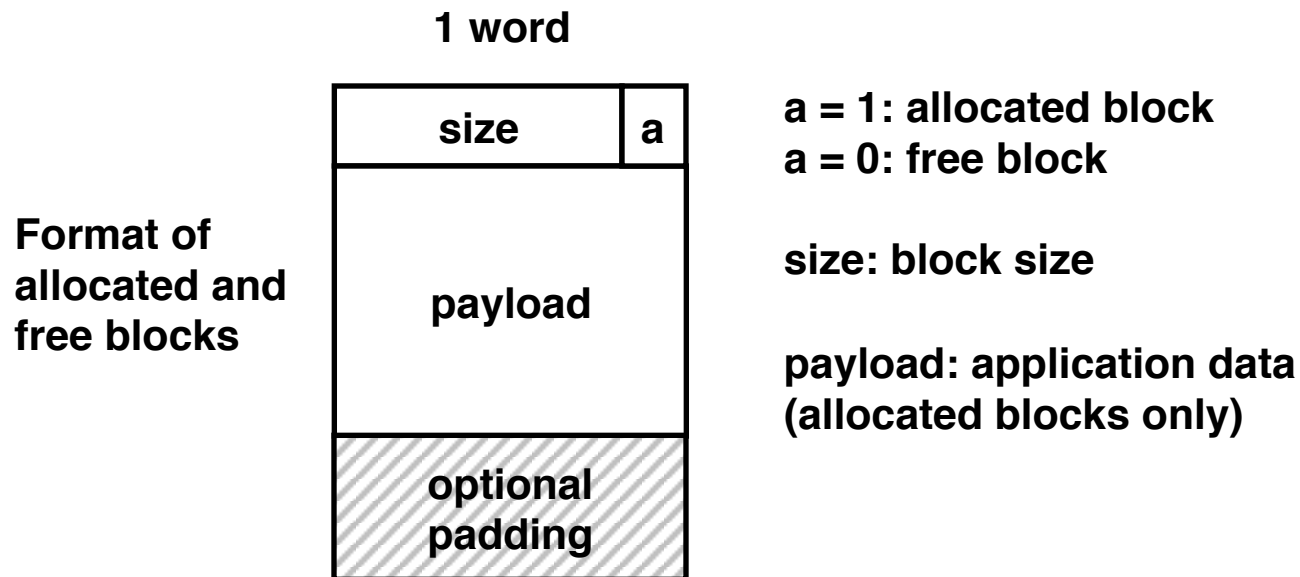 1 word
size
a
a = 1: allocated block
a = 0: free block
Format of
allocated and
free blocks
payload
size: block size
payload: application data
(allocated blocks only)
optional
padding